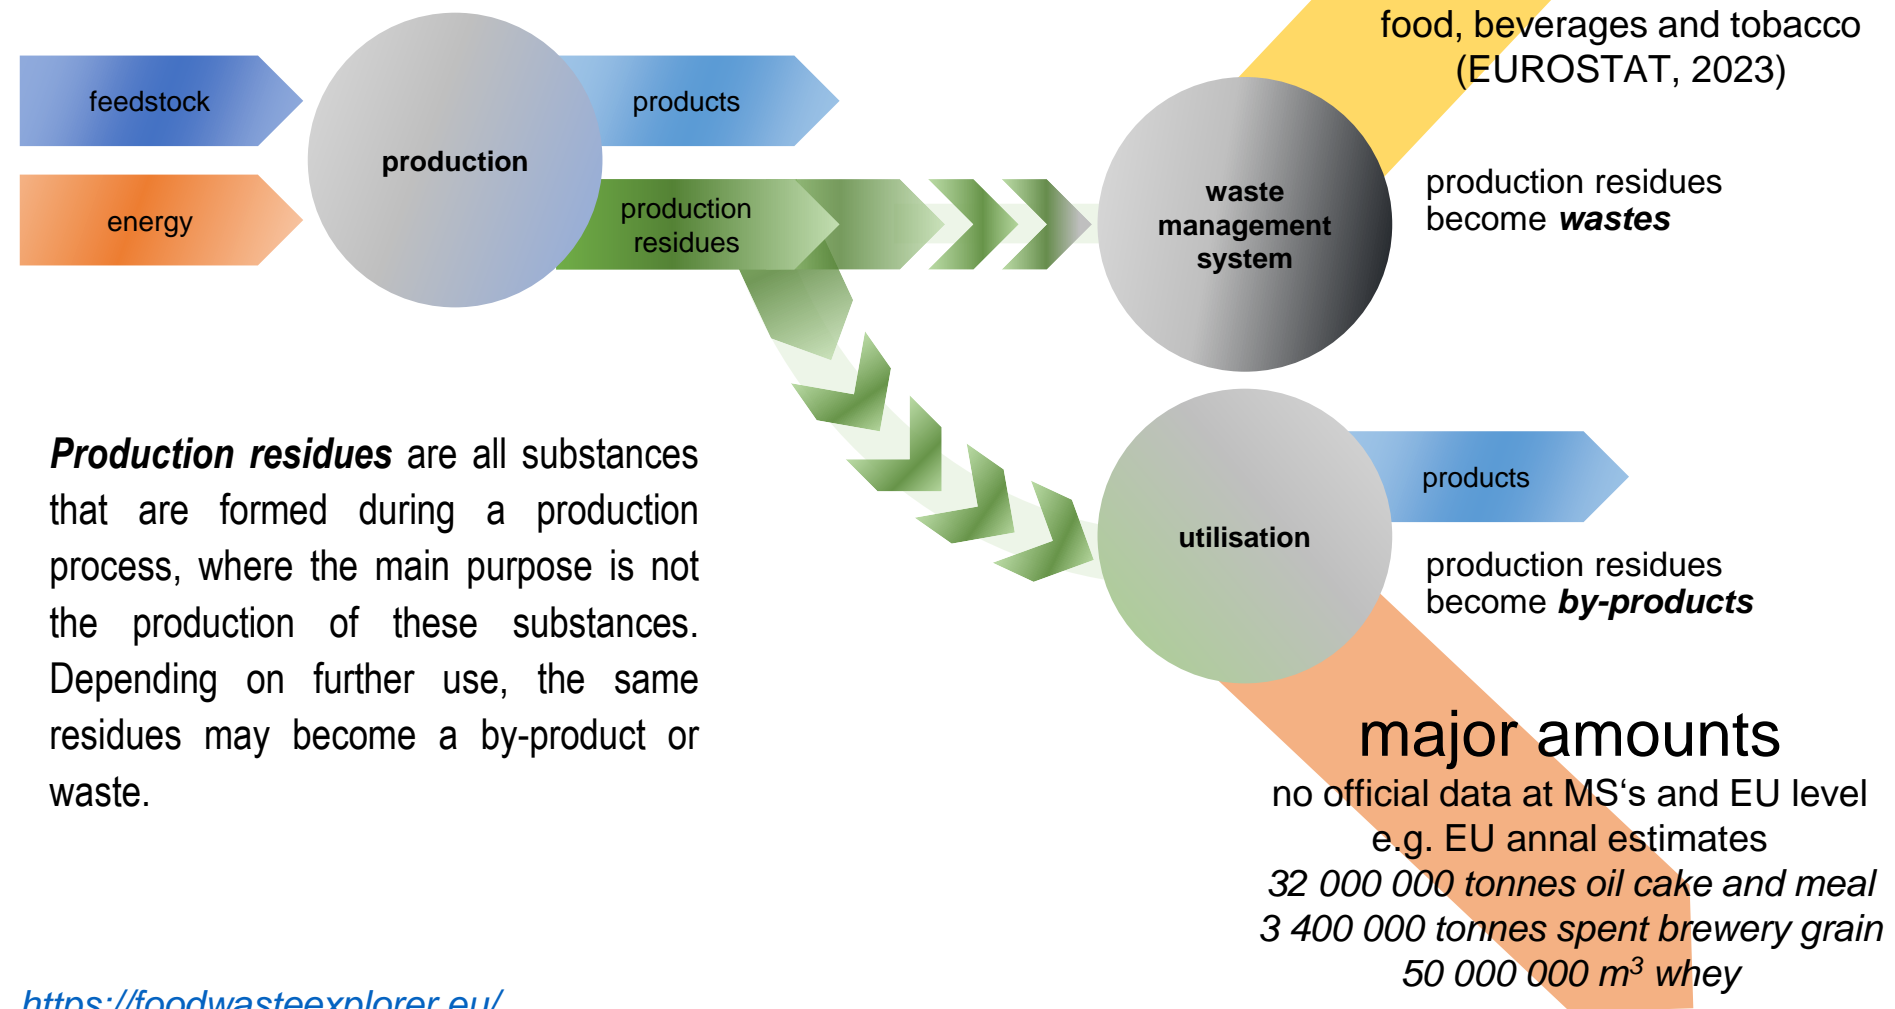 food, beverages and tobacco
(EUROSTAT, 2023)
feedstock
products
production
energy
production
residues
waste
management
system
production residues
become wastes
Production residues are all substances
that are formed during a production
process, where the main purpose is not
the production of these substances.
Depending on further use, the same
residues may become a by-product or
waste.
products
utilisation
production residues
become by-products
major amounts
no official data at MS‘s and EU level
e.g. EU annal estimates
32 000 000 tonnes oil cake and meal
3 400 000 tonnes spent brewery grain
50 000 000 m³ whey
https://foodwasteexplorer.eu/